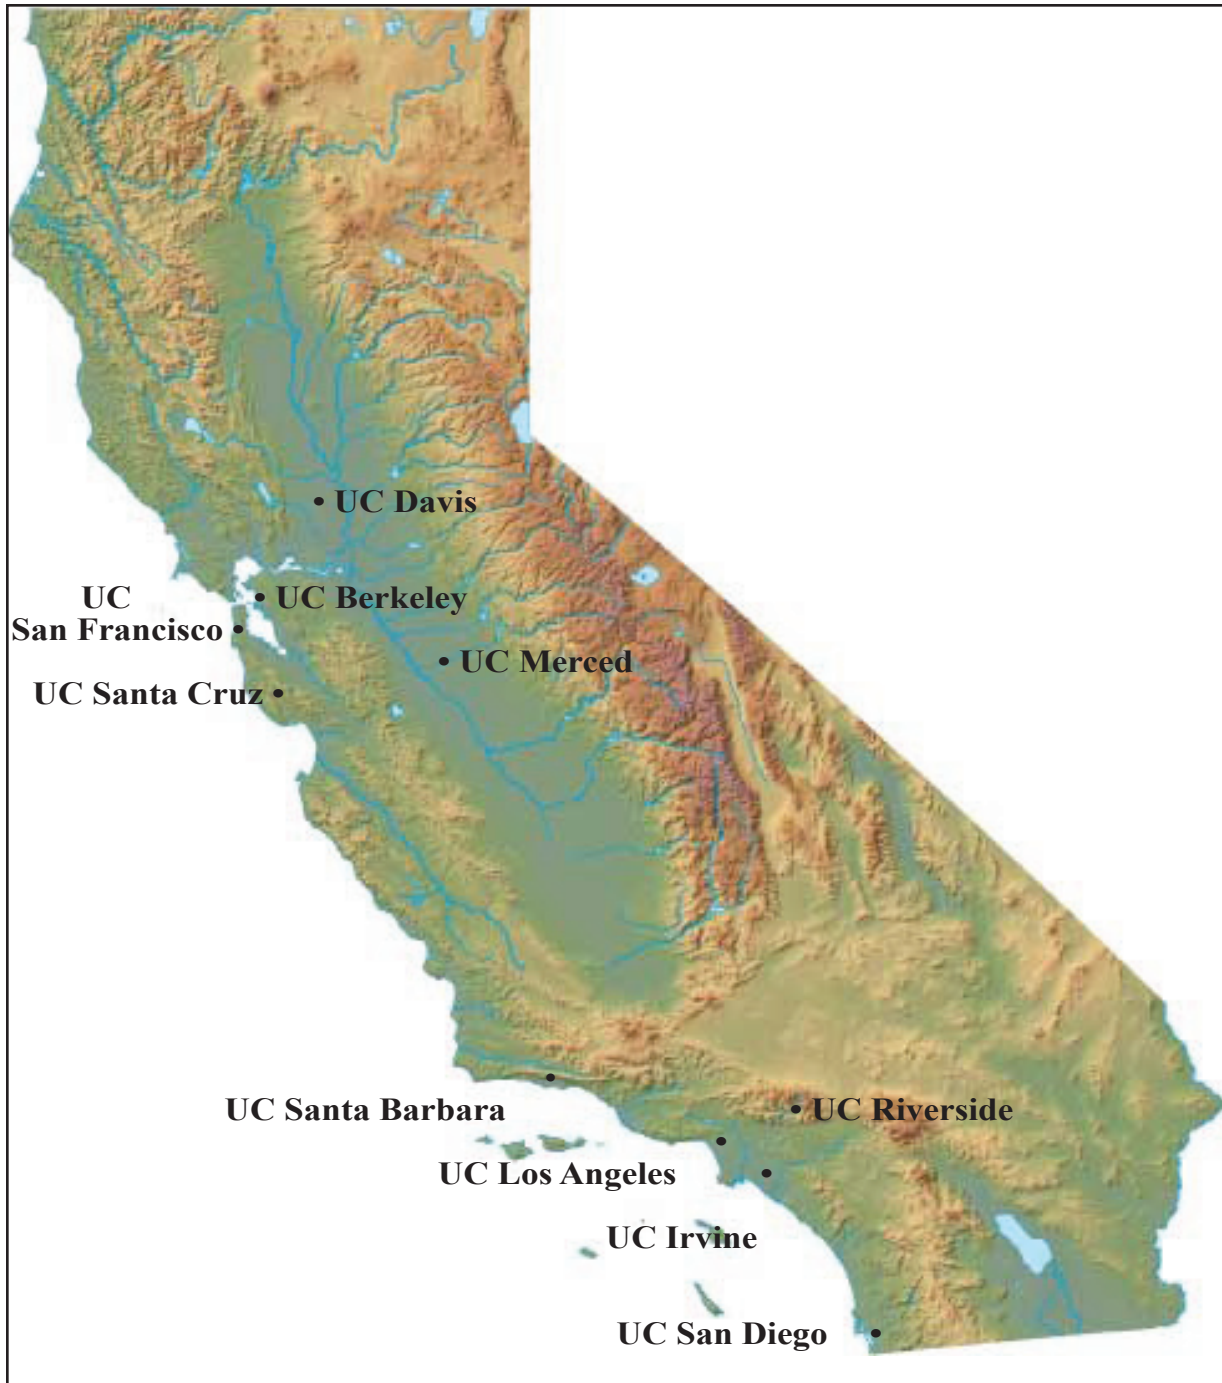 UC Davis
UC Berkeley
UC
San Francisco
UC Merced
UC Santa Cruz
UC Santa Barbara
UC Riverside
UC Los Angeles
UC Irvine
UC San Diego